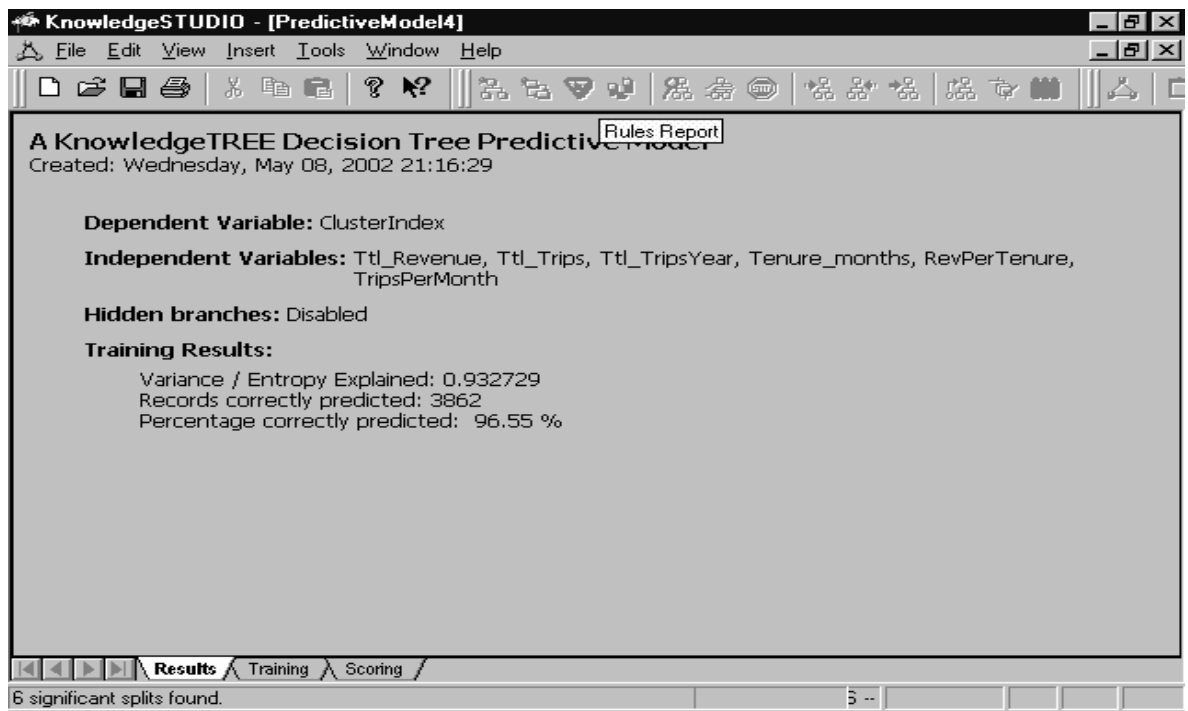 KnowledgeSTUDIO - [PredictiveModel4]
File Edit View Insert Tools Window Help
Rules Report
A KnowledgeTREE Decision Tree Predictive Model
Created: Wednesday, May 08, 2002 21:16:29
Dependent Variable: ClusterIndex
Independent Variables: Ttl_Revenue, Ttl_Trips, Ttl_TripsYear, Tenure_months, RevPerTenure,
TripsPerMonth
Hidden branches: Disabled
Training Results:
Variance / Entropy Explained: 0.932729
Records correctly predicted: 3862
Percentage correctly predicted: 96.55 %
Results Training Scoring
6 significant splits found.